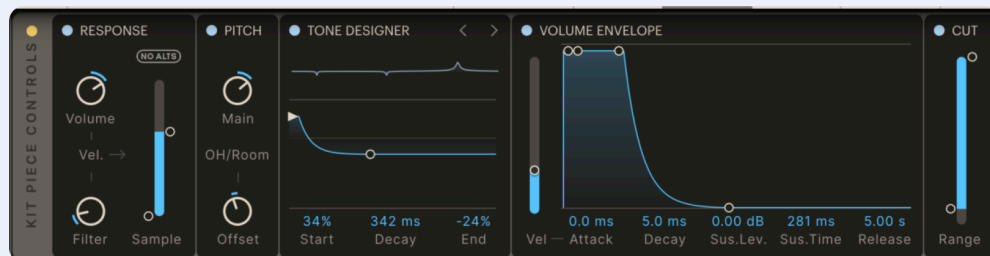 KIT PIECE CONTROLS
RESPONSE
NO ALTS
Volume
Vel.
Filter
Sample
PITCH
Main
OH/Room
Offset
TONE DESIGNER
34% 342 ms -24%
Start Decay End
VOLUME ENVELOPE
0.0 ms 5.0 ms 0.00 dB 281 ms 5.00 s
Vel Attack Decay Sus.Lev. Sus.Time Release
CUT
Range